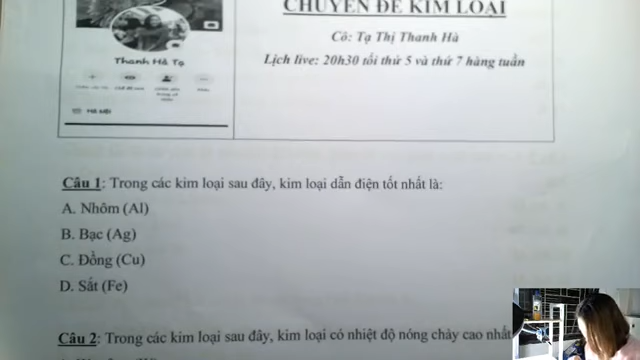 CHUYÊN ĐỀ KIM LOẠI
Cô: Tạ Thị Thanh Hà
Lịch live: 20h30 tối thứ 5 và thứ 7 hàng tuần
Thanh Hà Tạ
Hà Nội
Câu 1: Trong các kim loại sau đây, kim loại dẫn điện tốt nhất là:
A. Nhôm (Al)
B. Bạc (Ag)
C. Đồng (Cu)
D. Sắt (Fe)
Câu 2: Trong các kim loại sau đây, kim loại có nhiệt độ nóng chảy cao nhất